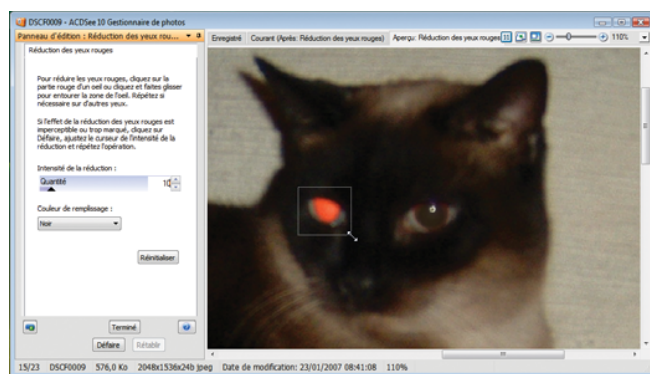 DSCF0009 - ACDSee 10 Gestionnaire de photos
Panneau d'édition : Réduction des yeux rou...
Enregistré Courant (Après: Réduction des yeux rouges) Aperçu: Réduction des yeux rouges 110%
Réduction des yeux rouges
Pour réduire les yeux rouges, cliquez sur la
partie rouge d'un oeil ou cliquez et faites glisser
pour entourer la zone de l'oeil. Répétez si
nécessaire sur d'autres yeux.
Si l'effet de la réduction des yeux rouges est
imperceptible ou trop marqué, cliquez sur
Défaire, ajustez le curseur de l'intensité de la
réduction et répétez l'opération.
Intensité de la réduction :
Quantité 10
Couleur de remplissage :
Noir
Réinitialiser
Terminé
Défaire Rétablir
15/23 DSCF0009 576,0 Ko 2048x1536x24b jpeg Date de modification: 23/01/2007 08:41:08 110%